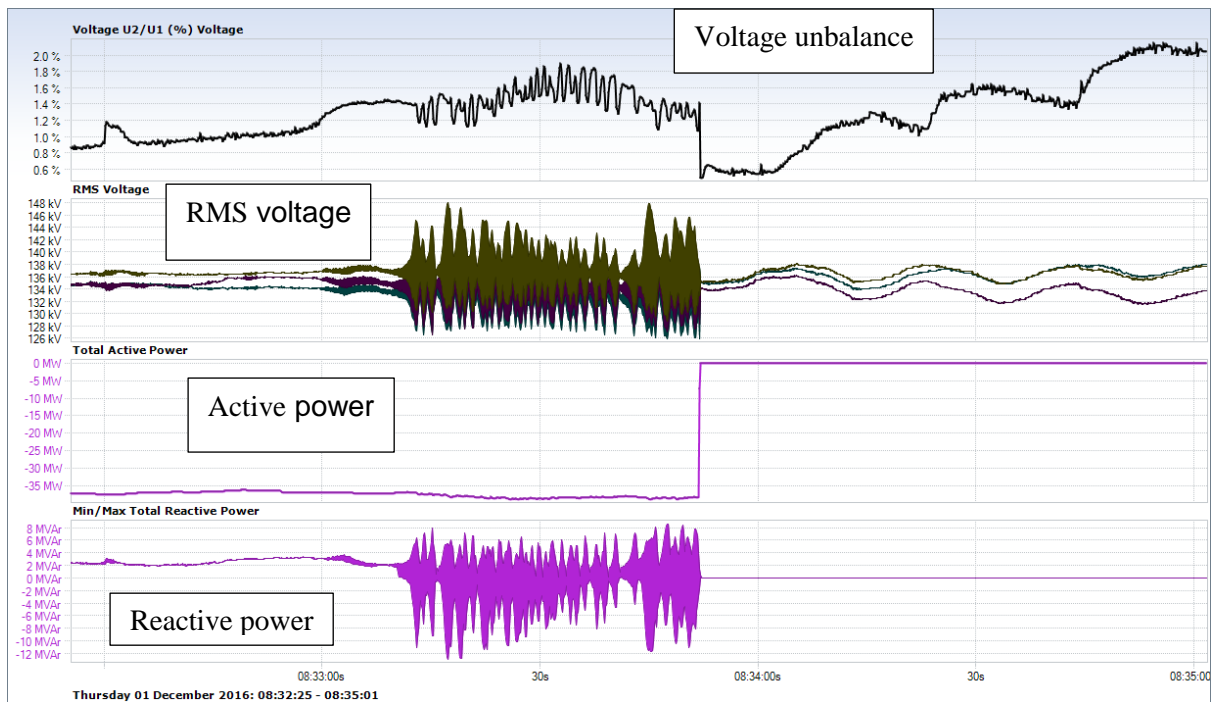 Voltage U2/U1 (%) Voltage
Voltage unbalance
2.0 %
1.8 %
1.6 %
1.4 %
1.2 %
1.0 %
0.8 %
0.6 %
RMS Voltage
RMS voltage
148 kV
146 kV
144 kV
142 kV
140 kV
138 kV
136 kV
134 kV
132 kV
130 kV
128 kV
126 kV
Total Active Power
Active power
0 MW
-5 MW
-10 MW
-15 MW
-20 MW
-25 MW
-30 MW
-35 MW
Min/Max Total Reactive Power
8 MVAr
6 MVAr
4 MVAr
2 MVAr
0 MVAr
-2 MVAr
-4 MVAr
-6 MVAr
-8 MVAr
-10 MVAr
-12 MVAr
Reactive power
08:33:00s 30s 08:34:00s 30s 08:35:00
Thursday 01 December 2016: 08:32:25 - 08:35:01